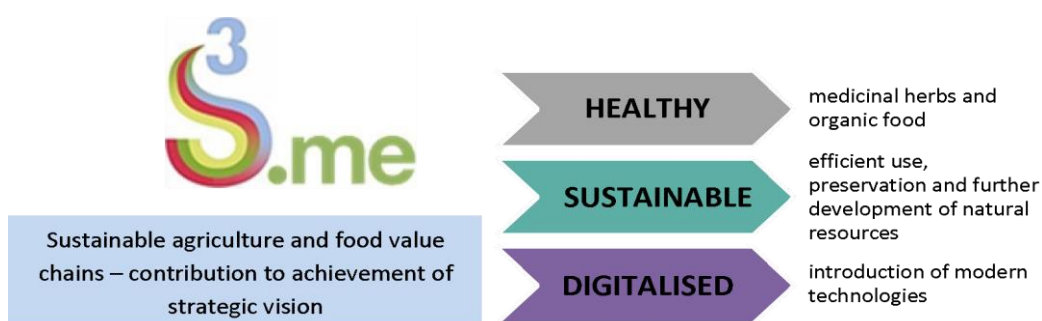 S3.me
Sustainable agriculture and food value
chains – contribution to achievement of
strategic vision
HEALTHY
medicinal herbs and
organic food
SUSTAINABLE
efficient use,
preservation and further
development of natural
resources
DIGITALISED
introduction of modern
technologies